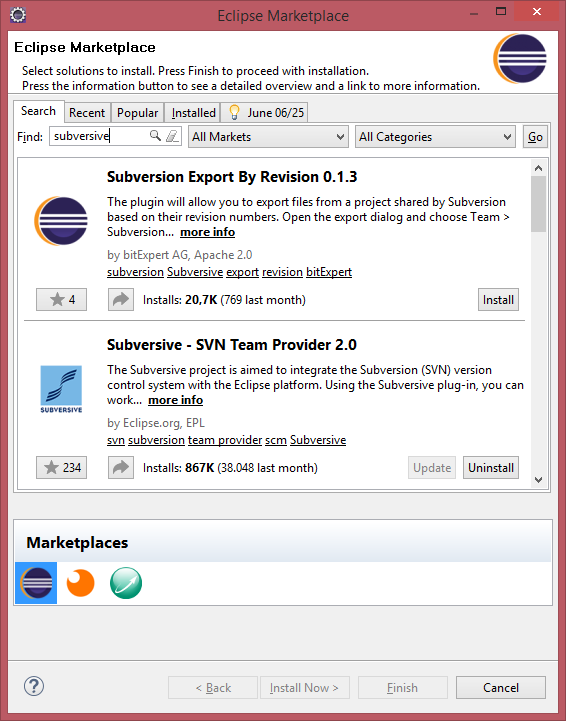 Eclipse Marketplace
Eclipse Marketplace
Select solutions to install. Press Finish to proceed with installation.
Press the information button to see a detailed overview and a link to more information.
Search Recent Popular Installed June 06/25
Find: subversive All Markets All Categories Go
Subversion Export By Revision 0.1.3
The plugin will allow you to export files from a project shared by Subversion
based on their revision numbers. Open the export dialog and choose Team >
Subversion... more info
by bitExpert AG, Apache 2.0
subversion Subversive export revision bitExpert
4 Installs: 20,7K (769 last month) Install
Subversive - SVN Team Provider 2.0
The Subversive project is aimed to integrate the Subversion (SVN) version
control system with the Eclipse platform. Using the Subversive plug-in, you can
work... more info
SUBVERSIVE
by Eclipse.org, EPL
svn subversion team provider scm Subversive
234 Installs: 867K (38.048 last month) Update Uninstall
Marketplaces
? < Back Install Now > Finish Cancel